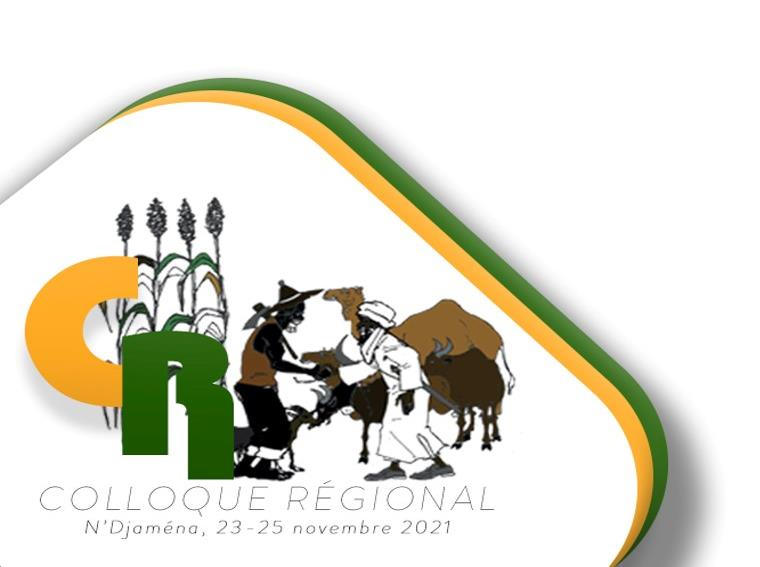 CR
COLLOQUE RÉGIONAL
N'Djaména, 23-25 novembre 2021